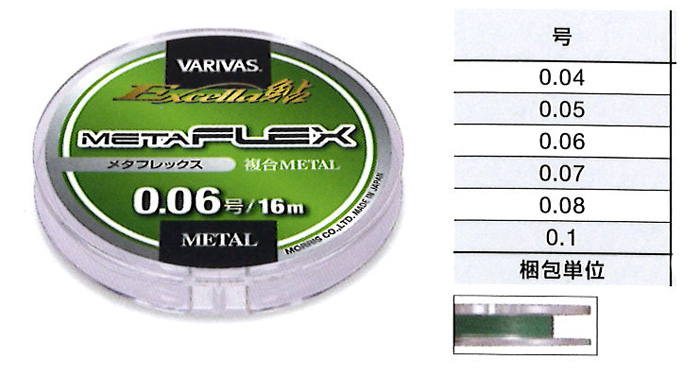 VARIVAS®
Excella鮎
METAFLEX
メタフレックス 複合METAL
0.06号/16m
METAL
MORRIS CO.,LTD. MADE IN JAPAN
号
0.04
0.05
0.06
0.07
0.08
0.1
梱包単位